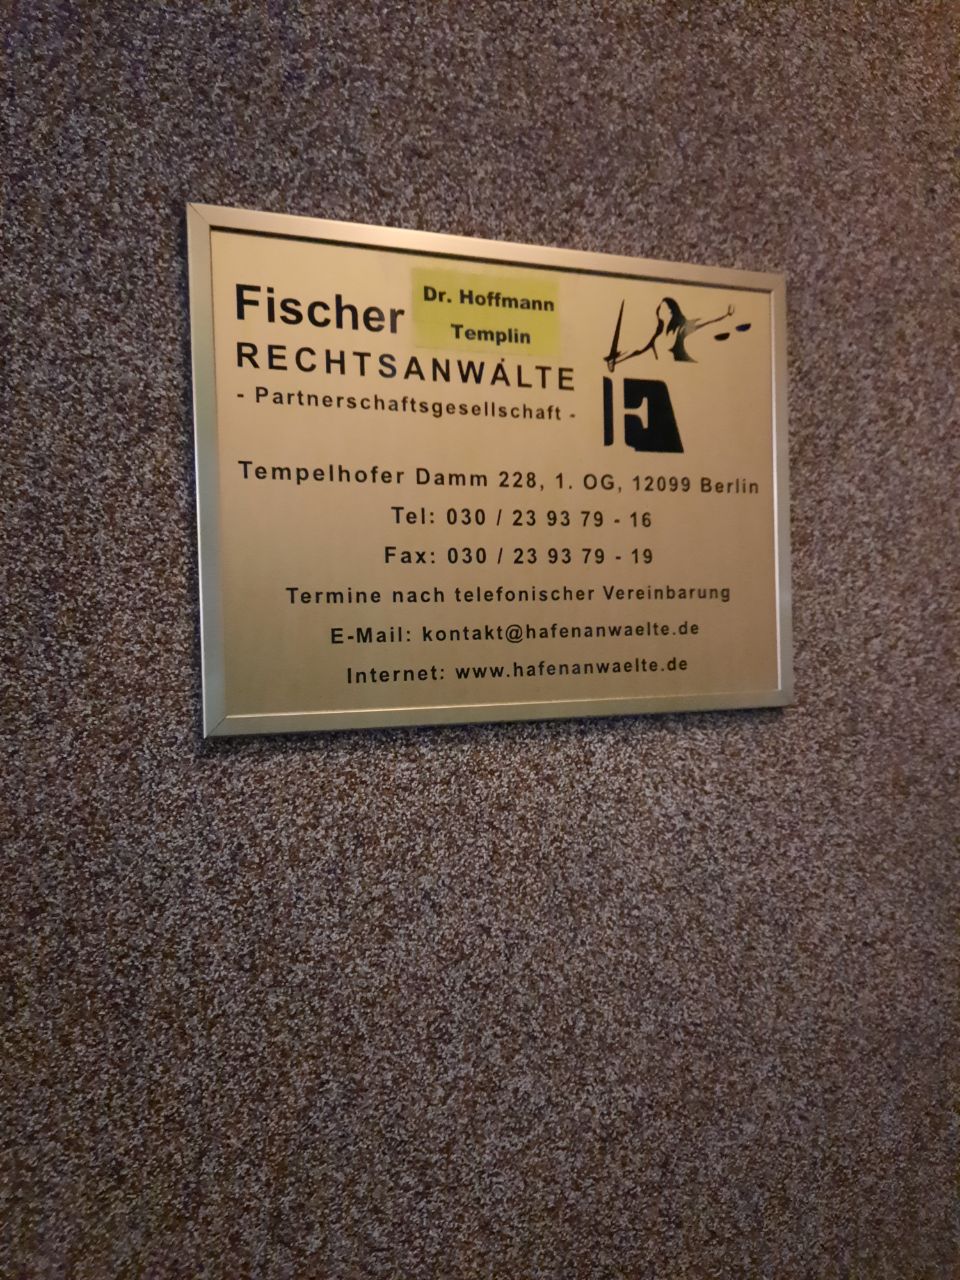 Fischer
Dr. Hoffmann
Templin
RECHTSANWÄLTE
- Partnerschaftsgesellschaft -
F
Tempelhofer Damm 228, 1. OG, 12099 Berlin
Tel: 030 / 23 93 79 - 16
Fax: 030 / 23 93 79 - 19
Termine nach telefonischer Vereinbarung
E-Mail: kontakt@hafenanwaelte.de
Internet: www.hafenanwaelte.de